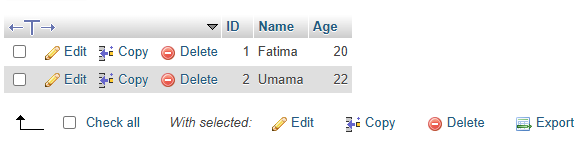 ID Name Age
Edit Copy Delete 1 Fatima 20
Edit Copy Delete 2 Umama 22
Check all With selected: Edit Copy Delete Export